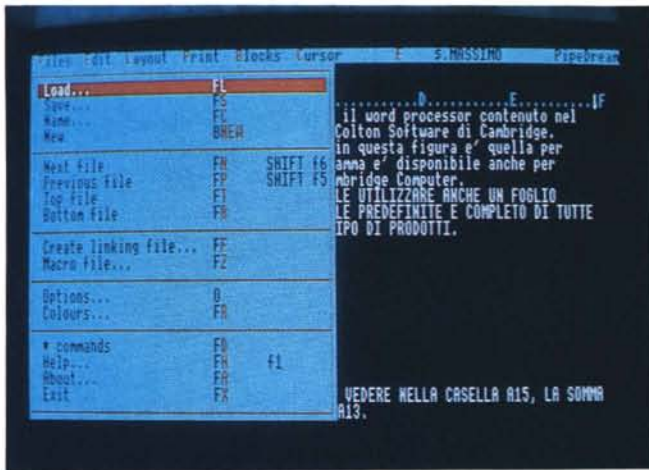 Files Edit Layout Print Blocks Cursor E S.MASSIMO PipeDream
Load... FL
Save... FS
Name... FC
New BNEW
Next file FN SHIFT f6
Previous file FP SHIFT f5
Top file FT
Bottom file FB
Create linking file... FF
Macro file... FZ
Options... O
Colours... FR
▼ commands FD
Help... FH f1
About... FA
Exit FX
...........D...........E..........↓F
il word processor contenuto nel
Colton Software di Cambridge.
in questa figura e' quella per
amma e' disponibile anche per
mbridge Computer.
LE UTILIZZARE ANCHE UN FOGLIO
LE PREDEFINITE E COMPLETO DI TUTTE
IPO DI PRODOTTI.
VEDERE NELLA CASELLA A15, LA SOMMA
A13.